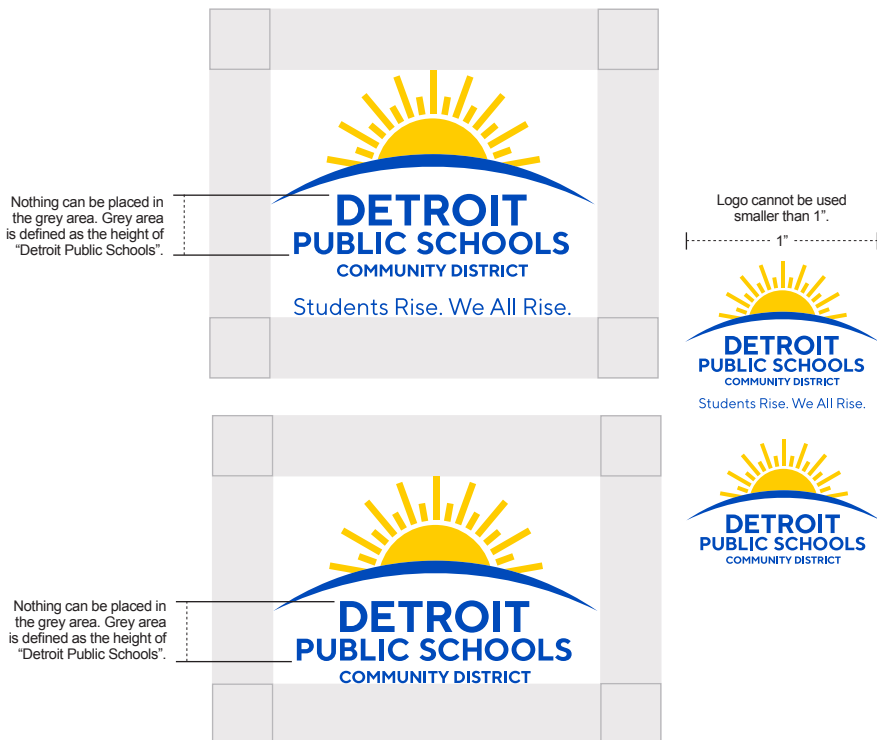 Nothing can be placed in
the grey area. Grey area
is defined as the height of
“Detroit Public Schools”.
DETROIT
PUBLIC SCHOOLS
COMMUNITY DISTRICT
Students Rise. We All Rise.
Logo cannot be used
smaller than 1”.
1”
DETROIT
PUBLIC SCHOOLS
COMMUNITY DISTRICT
Students Rise. We All Rise.
Nothing can be placed in
the grey area. Grey area
is defined as the height of
“Detroit Public Schools”.
DETROIT
PUBLIC SCHOOLS
COMMUNITY DISTRICT
DETROIT
PUBLIC SCHOOLS
COMMUNITY DISTRICT